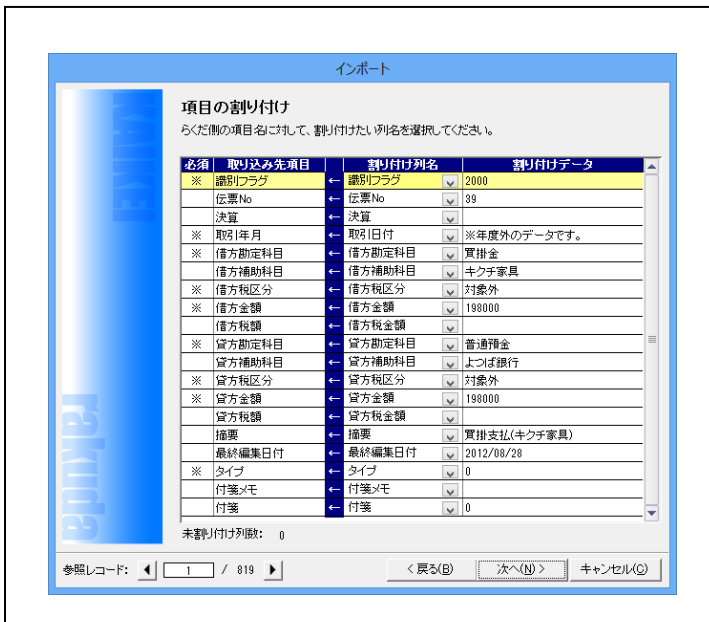 インポート
KAIKEI
rakuda
項目の割り付け
らくだ側の項目名に対して、割り付けたい列名を選択してください。
必須 取り込み先項目 割り付け列名 割り付けデータ
※ 識別フラグ ← 識別フラグ 2000
伝票No ← 伝票No 39
決算 ← 決算
※ 取引年月 ← 取引日付 ※年度外のデータです。
※ 借方勘定科目 ← 借方勘定科目 買掛金
借方補助科目 ← 借方補助科目 キクチ家具
※ 借方税区分 ← 借方税区分 対象外
※ 借方金額 ← 借方金額 198000
借方税額 ← 借方税金額
※ 貸方勘定科目 ← 貸方勘定科目 普通預金
貸方補助科目 ← 貸方補助科目 よつば銀行
※ 貸方税区分 ← 貸方税区分 対象外
※ 貸方金額 ← 貸方金額 198000
貸方税額 ← 貸方税金額
摘要 ← 摘要 買掛支払(キクチ家具)
最終編集日付 ← 最終編集日付 2012/08/28
※ タイプ ← タイプ 0
付箋メモ ← 付箋メモ
付箋 ← 付箋 0
未割り付け列数: 0
参照レコード: 1 / 819 < 戻る(B) 次へ(N) > キャンセル(C)